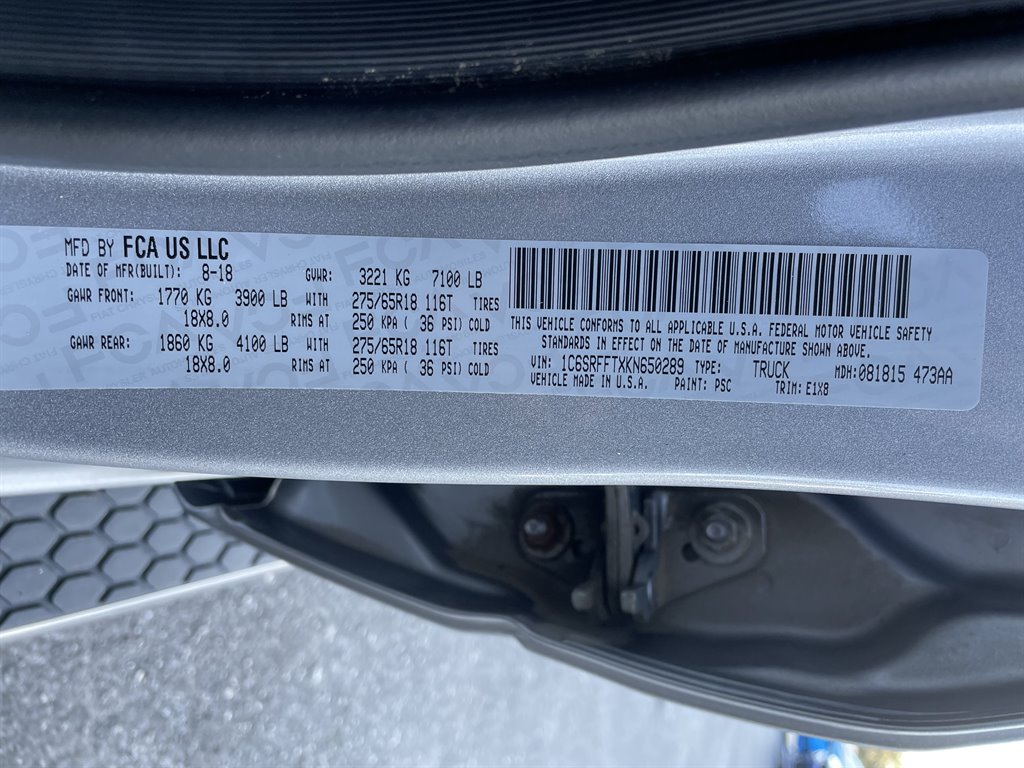 MFD BY FCA US LLC
DATE OF MFR(BUILT): 8-18 GVWR: 3221 KG 7100 LB
GAWR FRONT: 1770 KG 3900 LB WITH 275/65R18 116T TIRES
18X8.0 RIMS AT 250 KPA ( 36 PSI) COLD
GAWR REAR: 1860 KG 4100 LB WITH 275/65R18 116T TIRES
18X8.0 RIMS AT 250 KPA ( 36 PSI) COLD
THIS VEHICLE CONFORMS TO ALL APPLICABLE U.S.A. FEDERAL MOTOR VEHICLE SAFETY
STANDARDS IN EFFECT ON THE DATE OF MANUFACTURE SHOWN ABOVE.
VIN: 1C6SRFFTXKN650289 TYPE: TRUCK MDH:081815 473AA
VEHICLE MADE IN U.S.A. PAINT: PSC TRIM: E1X8